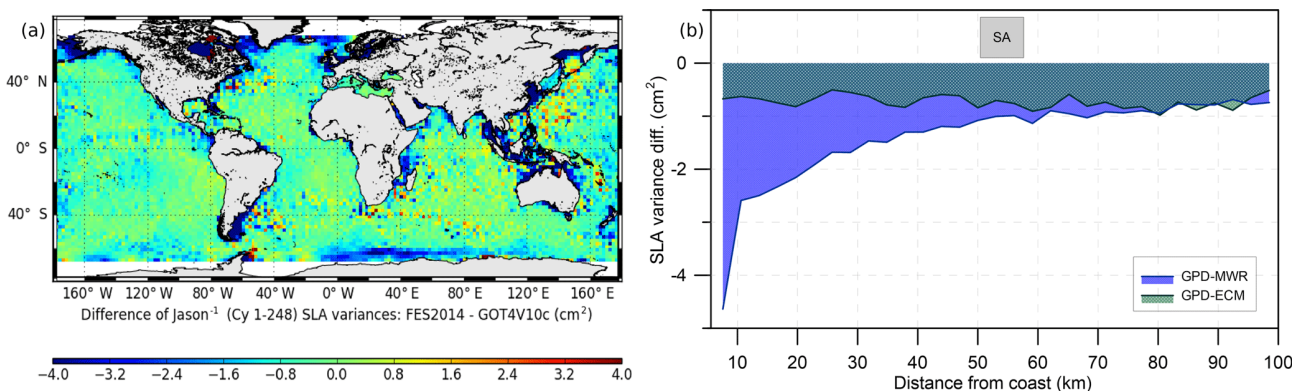 (a)
40° N
0° S
40° S
160° W 120° W 80° W 40° W 0° E 40° E 80° E 120° E 160° E
Difference of Jason⁻¹ (Cy 1-248) SLA variances: FES2014 - GOT4V10c (cm²)
−4.0 −3.2 −2.4 −1.6 −0.8 0.0 0.8 1.6 2.4 3.2 4.0
(b)
SA
SLA variance diff. (cm²)
0
-2
-4
GPD-MWR
GPD-ECM
10 20 30 40 50 60 70 80 90 100
Distance from coast (km)